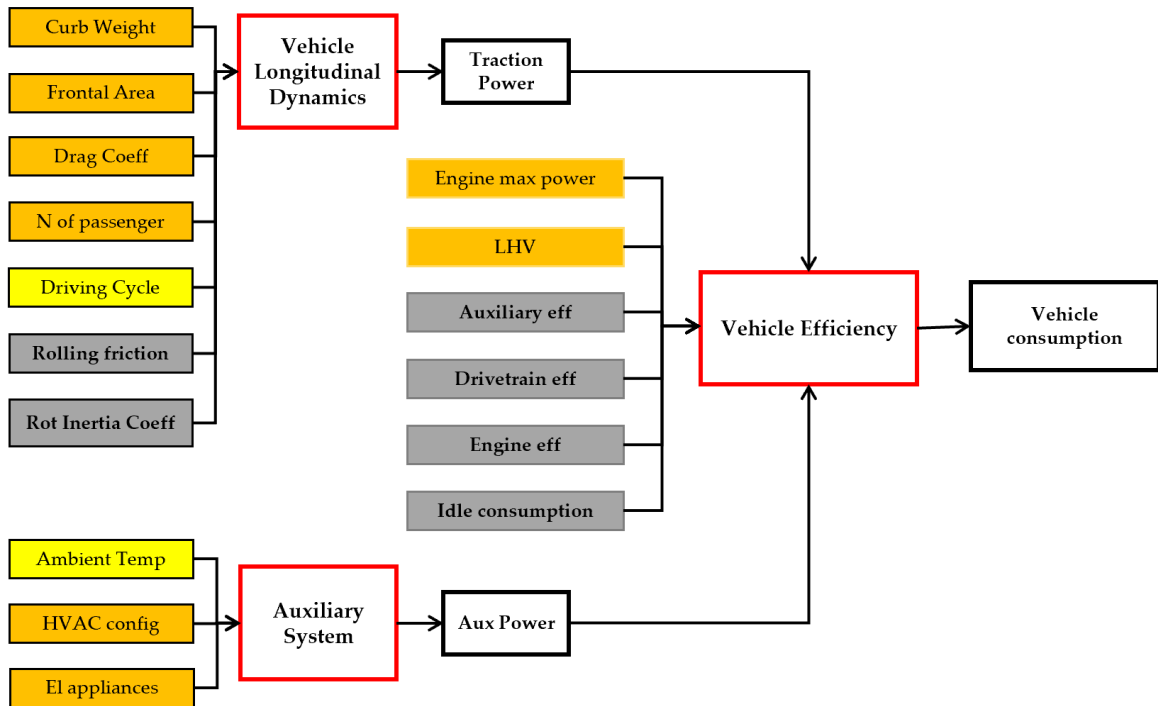 Curb Weight
Frontal Area
Drag Coeff
N of passenger
Driving Cycle
Rolling friction
Rot Inertia Coeff
Vehicle
Longitudinal
Dynamics
Traction
Power
Engine max power
LHV
Auxiliary eff
Drivetrain eff
Engine eff
Idle consumption
Vehicle Efficiency
Vehicle
consumption
Ambient Temp
HVAC config
El appliances
Auxiliary
System
Aux Power